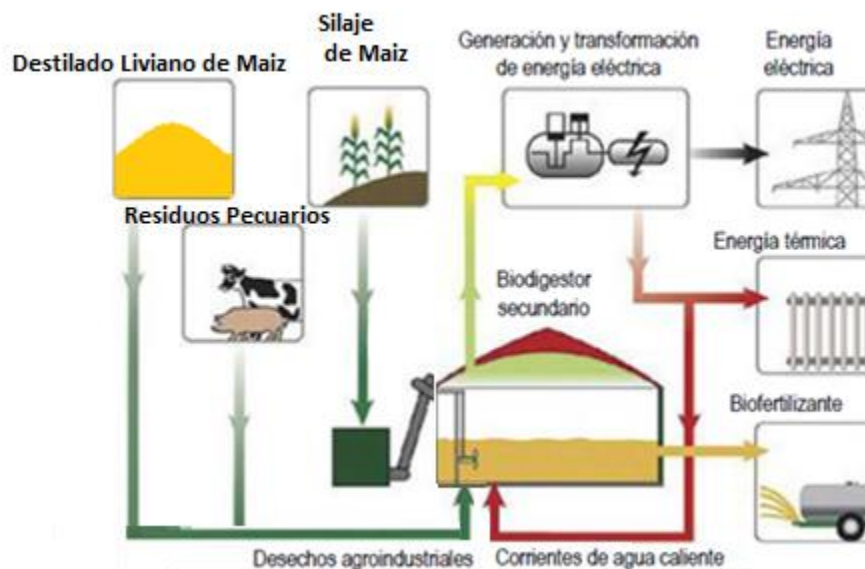 Destilado Liviano de Maiz
Silaje
de Maiz
Generación y transformación
de energía eléctrica
Energía
eléctrica
Residuos Pecuarios
Energía térmica
Biodigestor
secundario
Biofertilizante
Desechos agroindustriales
Corrientes de agua caliente